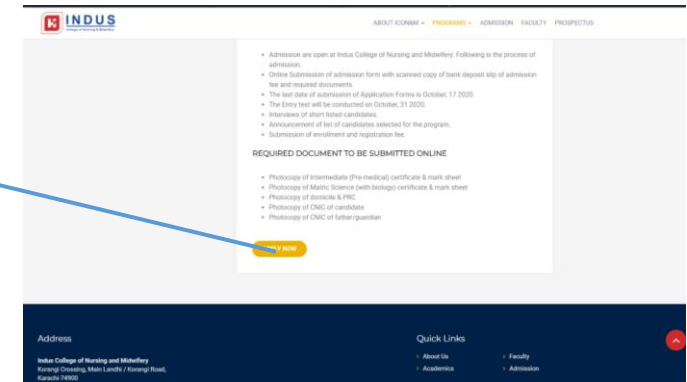 INDUS
College of Nursing & Midwifery
ABOUT ICONAM PROGRAMS ADMISSION FACULTY PROSPECTUS
Admission are open at Indus College of Nursing and Midwifery, Following is the process of
admission.
Online Submission of admission form with scanned copy of bank deposit slip of admission
fee and required documents.
The last date of submission of Application Forms is October, 17 2020.
The Entry test will be conducted on October, 31 2020.
Interviews of short listed candidates.
Announcement of list of candidates selected for the program.
Submission of enrollment and registration fee.
REQUIRED DOCUMENT TO BE SUBMITTED ONLINE
Photocopy of Intermediate (Pre-medical) certificate & mark sheet
Photocopy of Matric Science (with biology) certificate & mark sheet
Photocopy of domicile & PRC
Photocopy of CNIC of candidate
Photocopy of CNIC of father/guardian
NOW
Address
Quick Links
Indus College of Nursing and Midwifery
Korangi Crossing, Main Landhi / Korangi Road,
Karachi-74900
About Us
Faculty
Academics
Admission